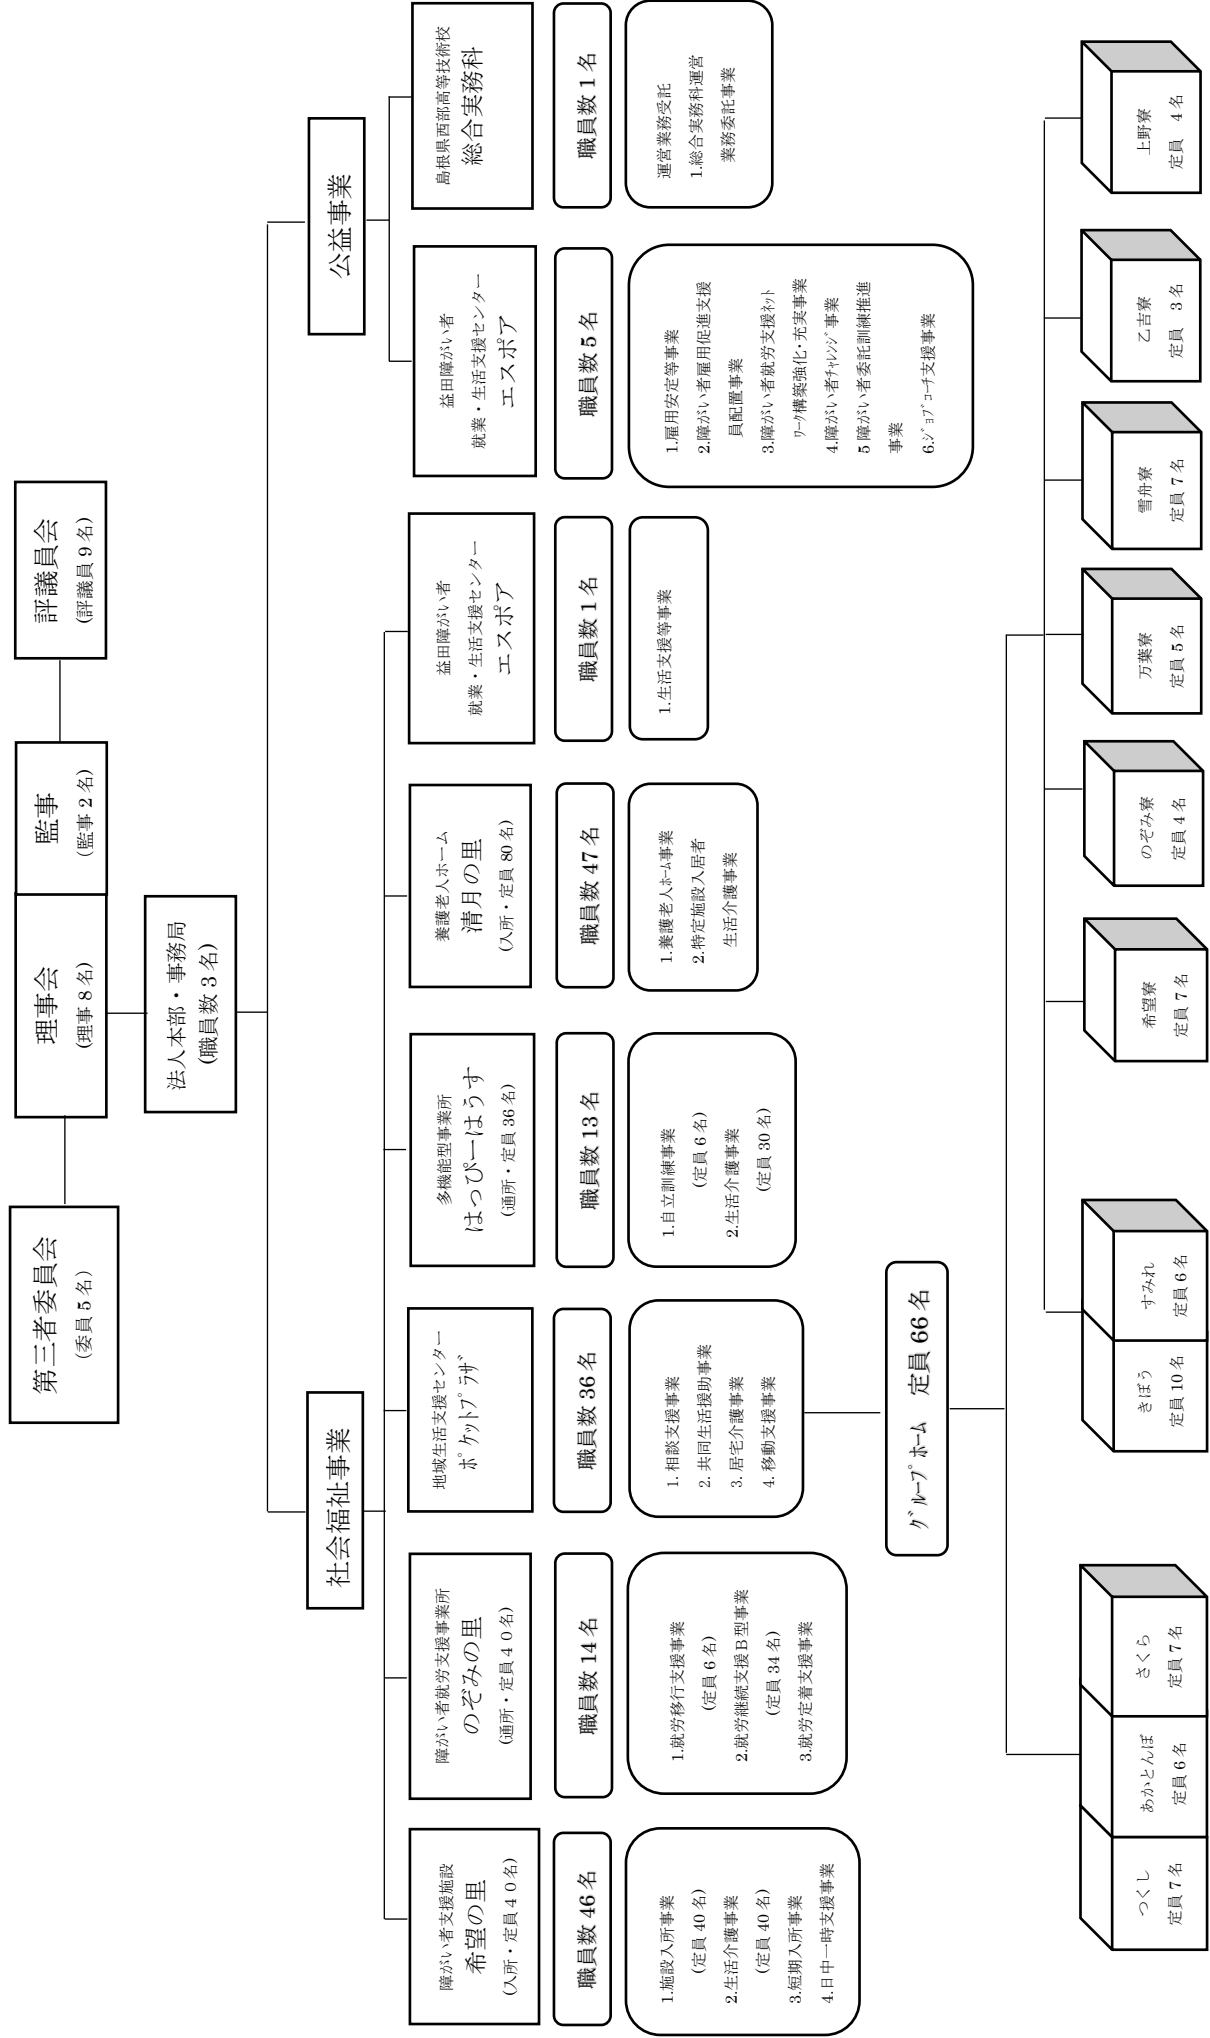 第三者委員会
(委員 5 名)
理事会
(理事 8 名)
監事
(監事 2 名)
評議員会
(評議員 9 名)
法人本部・事務局
(職員数 3 名)
社会福祉事業
公益事業
障がい者支援施設
希望の里
(入所・定員４０名)
職員数 46 名
1.施設入所事業
(定員 40 名)
2.生活介護事業
(定員 40 名)
3.短期入所事業
4.日中一時支援事業
障がい者就労支援事業所
のぞみの里
(通所・定員４０名)
職員数 14 名
1.就労移行支援事業
(定員 6 名)
2.就労継続支援Ｂ型事業
(定員 34 名)
3.就労定着支援事業
地域生活支援センター
ﾎﾟｹｯﾄﾌﾟﾗｻﾞ
職員数 36 名
1. 相談支援事業
2. 共同生活援助事業
3. 居宅介護事業
4. 移動支援事業
多機能型事業所
はっぴーはうす
(通所・定員 36 名)
職員数 13 名
1.自立訓練事業
(定員 6 名)
2.生活介護事業
(定員 30 名)
養護老人ホーム
清月の里
(入所・定員 80 名)
職員数 47 名
1.養護老人ﾎｰﾑ事業
2.特定施設入居者
生活介護事業
益田障がい者
就業・生活支援センター
エスポア
職員数 1 名
1.生活支援等事業
益田障がい者
就業・生活支援センター
エスポア
職員数 5 名
1.雇用安定等事業
2.障がい者雇用促進支援
員配置事業
3.障がい者就労支援ﾈｯﾄ
ﾜｰｸ構築強化・充実事業
4.障がい者ﾁｬﾚﾝｼﾞ事業
5 障がい者委託訓練推進
事業
6.ｼﾞｮﾌﾞｺｰﾁ支援事業
島根県西部高等技術校
総合実務科
職員数 1 名
運営業務受託
1.総合実務科運営
業務委託事業
ｸﾞﾙｰﾌﾟﾎｰﾑ　定員 66 名
つくし
定員 7 名
あかとんぼ
定員 6 名
さくら
定員 7 名
きぼう
定員 10 名
すみれ
定員 6 名
希望寮
定員 7 名
のぞみ寮
定員 4 名
万葉寮
定員 5 名
雪舟寮
定員 7 名
乙吉寮
定員　3 名
上野寮
定員　4 名